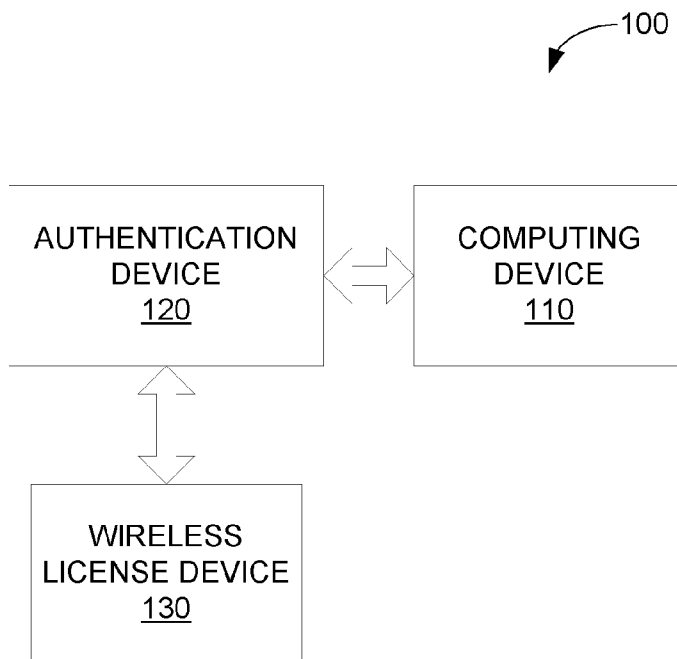 100
AUTHENTICATION
DEVICE
120
COMPUTING
DEVICE
110
WIRELESS
LICENSE DEVICE
130